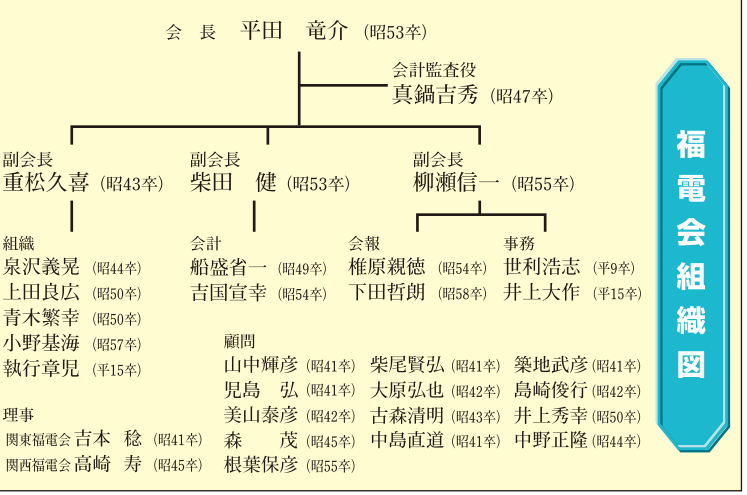 福電会組織図
会　長　平田　竜介（昭53卒）
会計監査役
真鍋吉秀（昭47卒）
副会長
重松久喜（昭43卒）
副会長
柴田　健（昭53卒）
副会長
柳瀬信一（昭55卒）
組織
泉沢義晃（昭44卒）
上田良広（昭50卒）
青木繁幸（昭50卒）
小野基海（昭57卒）
執行章児（平15卒）
会計
船盛省一（昭49卒）
吉国宣幸（昭54卒）
会報
椎原親徳（昭54卒）
下田哲朗（昭58卒）
事務
世利浩志（平9卒）
井上大作（平15卒）
理事
関東福電会 吉本　稔（昭41卒）
関西福電会 高崎　寿（昭45卒）
顧問
山中輝彦（昭41卒）　柴尾賢弘（昭41卒）　築地武彦（昭41卒）
児島　弘（昭41卒）　大原弘也（昭42卒）　島崎俊行（昭42卒）
美山泰彦（昭42卒）　古森清明（昭43卒）　井上秀幸（昭50卒）
森　　茂（昭45卒）　中島直道（昭41卒）　中野正隆（昭44卒）
根葉保彦（昭55卒）